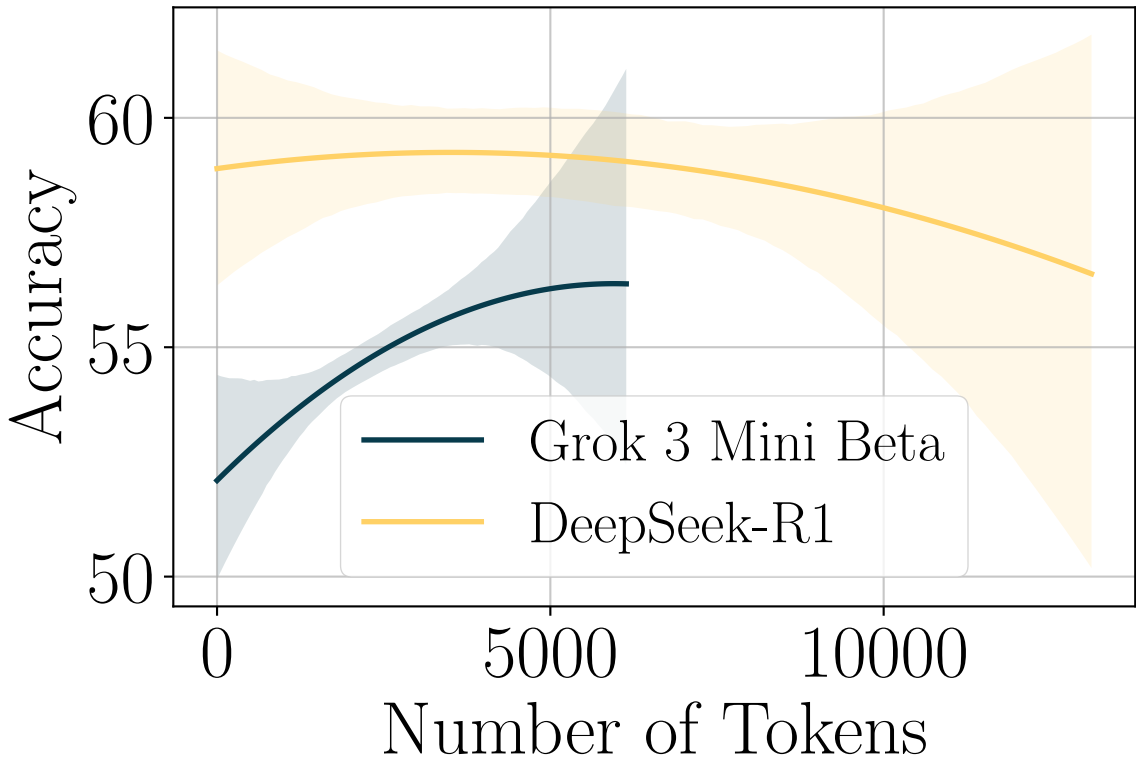 Accuracy
60
55
50
Grok 3 Mini Beta
DeepSeek-R1
0 5000 10000
Number of Tokens